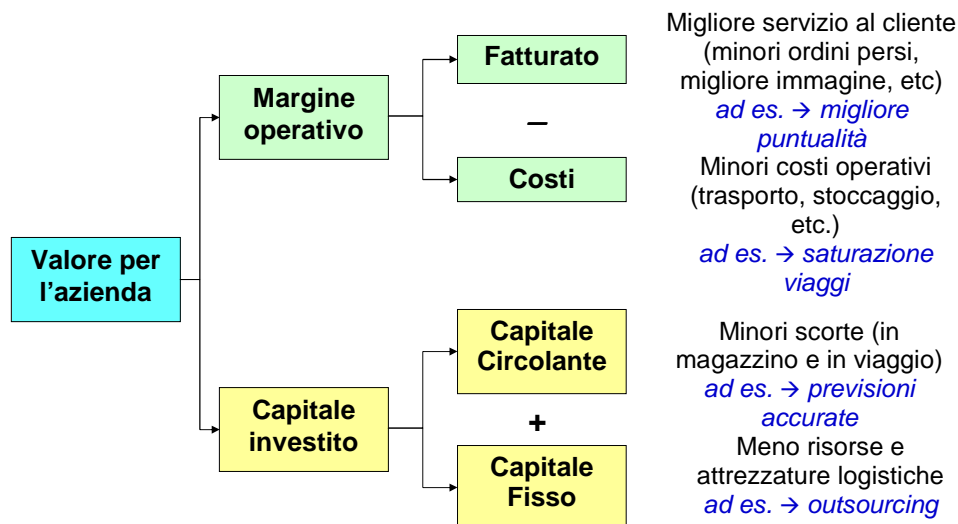 Valore per
l'azienda
Margine
operativo
Fatturato
–
Costi
Migliore servizio al cliente
(minori ordini persi,
migliore immagine, etc)
ad es. → migliore
puntualità
Minori costi operativi
(trasporto, stoccaggio,
etc.)
ad es. → saturazione
viaggi
Capitale
investito
Capitale
Circolante
+
Capitale
Fisso
Minori scorte (in
magazzino e in viaggio)
ad es. → previsioni
accurate
Meno risorse e
attrezzature logistiche
ad es. → outsourcing